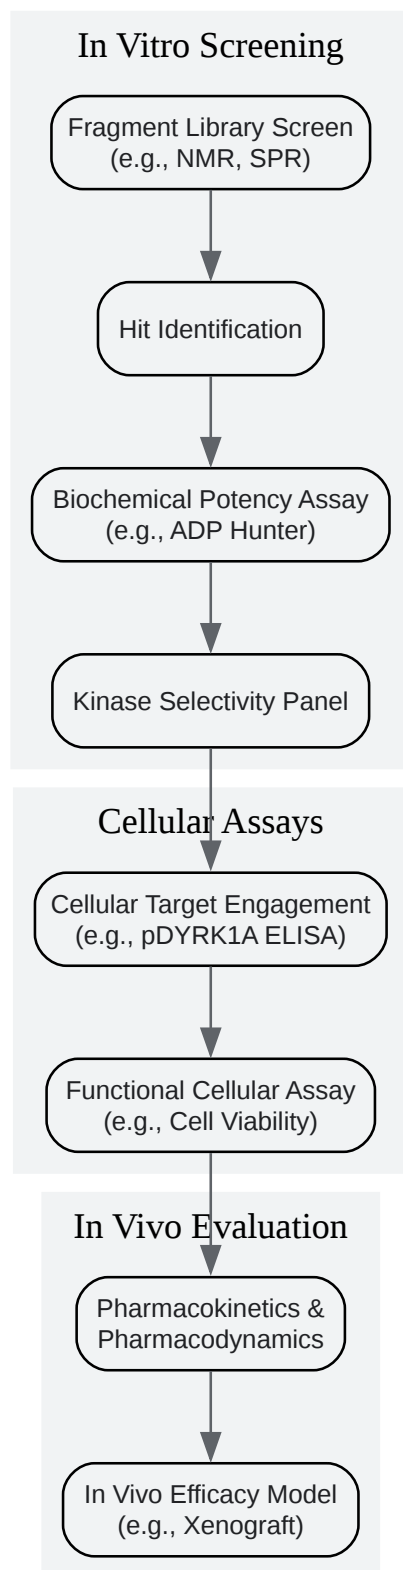 In Vitro Screening
Fragment Library Screen
(e.g., NMR, SPR)
Hit Identification
Biochemical Potency Assay
(e.g., ADP Hunter)
Kinase Selectivity Panel
Cellular Assays
Cellular Target Engagement
(e.g., pDYRK1A ELISA)
Functional Cellular Assay
(e.g., Cell Viability)
In Vivo Evaluation
Pharmacokinetics &
Pharmacodynamics
In Vivo Efficacy Model
(e.g., Xenograft)